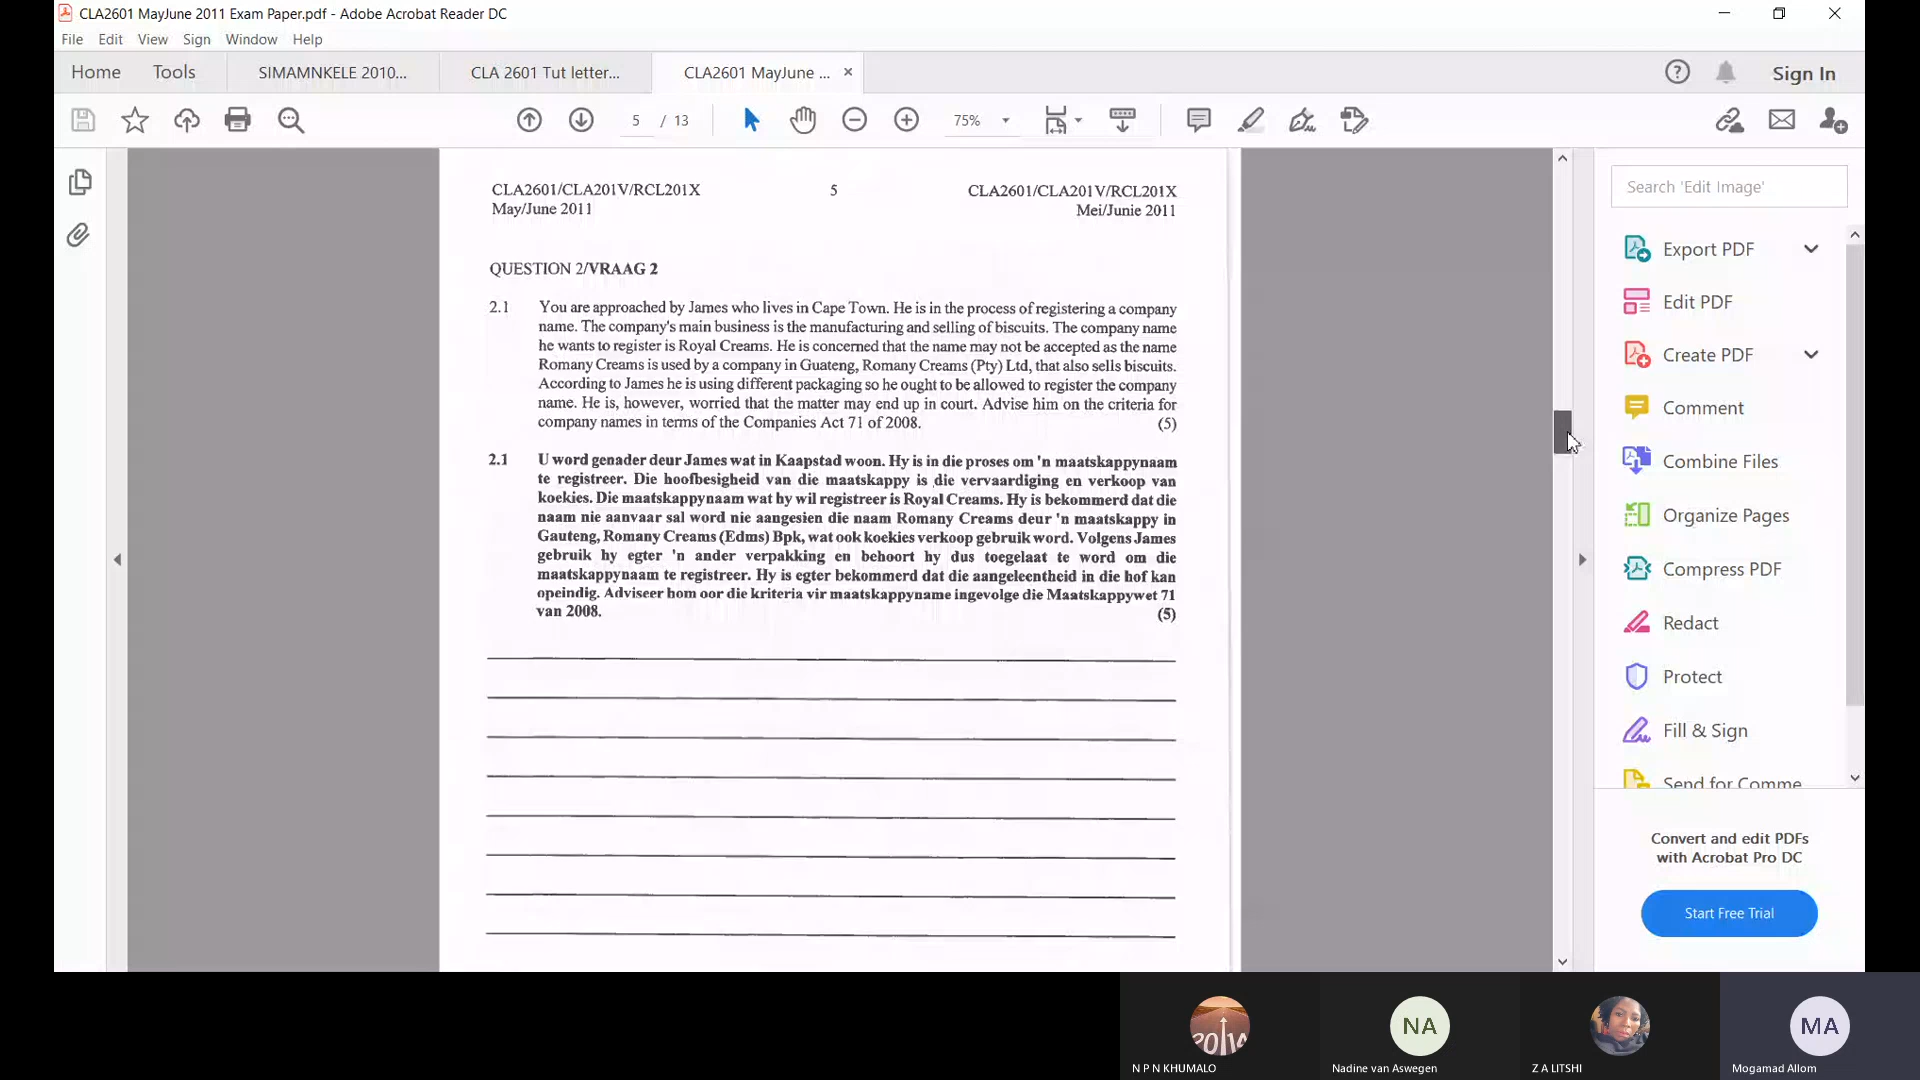 CLA2601 MayJune 2011 Exam Paper.pdf - Adobe Acrobat Reader DC
File Edit View Sign Window Help
Home Tools SIMAMNKELE 2010... CLA 2601 Tut letter... CLA2601 MayJune ... × Sign In
5 / 13 75%
CLA2601/CLA201V/RCL201X 5 CLA2601/CLA201V/RCL201X
May/June 2011 Mei/Junie 2011
QUESTION 2/VRAAG 2
2.1 You are approached by James who lives in Cape Town. He is in the process of registering a company
name. The company's main business is the manufacturing and selling of biscuits. The company name
he wants to register is Royal Creams. He is concerned that the name may not be accepted as the name
Romany Creams is used by a company in Guateng, Romany Creams (Pty) Ltd, that also sells biscuits.
According to James he is using different packaging so he ought to be allowed to register the company
name. He is, however, worried that the matter may end up in court. Advise him on the criteria for
company names in terms of the Companies Act 71 of 2008. (5)
2.1 U word genader deur James wat in Kaapstad woon. Hy is in die proses om 'n maatskappynaam
te registreer. Die hoofbesigheid van die maatskappy is die vervaardiging en verkoop van
koekies. Die maatskappynaam wat hy wil registreer is Royal Creams. Hy is bekommerd dat die
naam nie aanvaar sal word nie aangesien die naam Romany Creams deur 'n maatskappy in
Gauteng, Romany Creams (Edms) Bpk, wat ook koekies verkoop gebruik word. Volgens James
gebruik hy egter 'n ander verpakking en behoort hy dus toegelaat te word om die
maatskappynaam te registreer. Hy is egter bekommerd dat die aangeleentheid in die hof kan
opeindig. Adviseer hom oor die kriteria vir maatskappyname ingevolge die Maatskappywet 71
van 2008. (5)
Search 'Edit Image'
Export PDF
Edit PDF
Create PDF
Comment
Combine Files
Organize Pages
Compress PDF
Redact
Protect
Fill & Sign
Send for Comme
Convert and edit PDFs
with Acrobat Pro DC
Start Free Trial
2014 NA MA
N P N KHUMALO Nadine van Aswegen Z A LITSHI Mogamad Allom